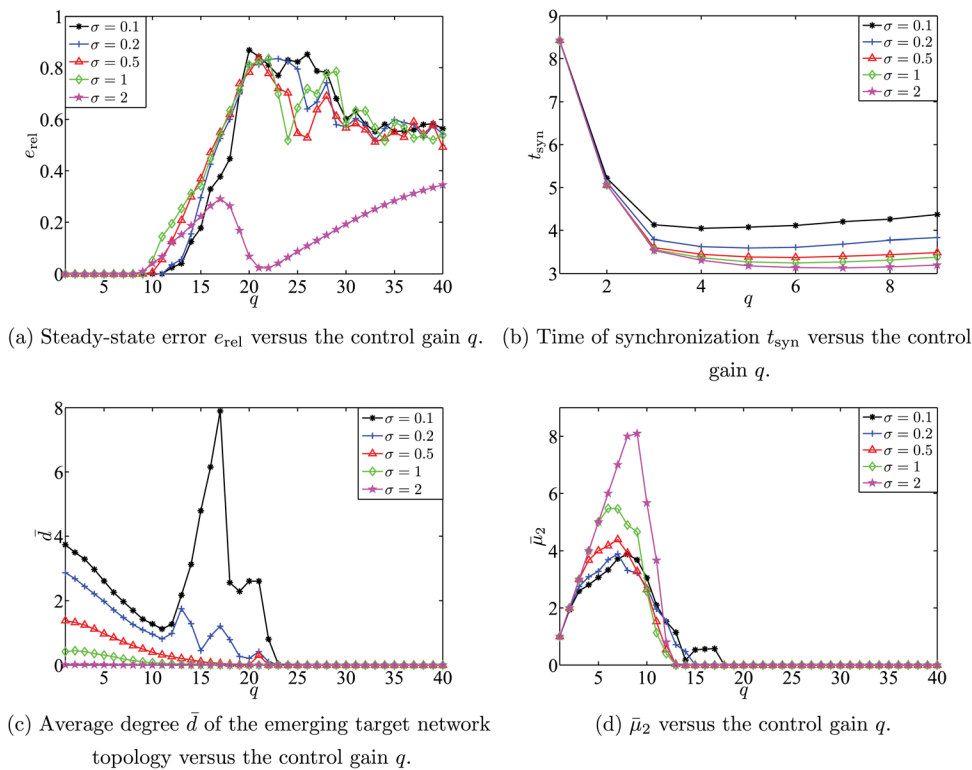 1
0.8
0.6
0.4
0.2
0
5 10 15 20 25 30 35 40
e_rel
q
σ = 0.1
σ = 0.2
σ = 0.5
σ = 1
σ = 2
9
8
7
6
5
4
3
2 4 6 8
t_syn
q
σ = 0.1
σ = 0.2
σ = 0.5
σ = 1
σ = 2
(a) Steady-state error e_rel versus the control gain q.
(b) Time of synchronization t_syn versus the control
gain q.
8
6
4
2
0
5 10 15 20 25 30 35 40
d̄
q
σ = 0.1
σ = 0.2
σ = 0.5
σ = 1
σ = 2
8
6
4
2
0
5 10 15 20 25 30 35 40
μ̄₂
q
σ = 0.1
σ = 0.2
σ = 0.5
σ = 1
σ = 2
(c) Average degree d̄ of the emerging target network
topology versus the control gain q.
(d) μ̄₂ versus the control gain q.